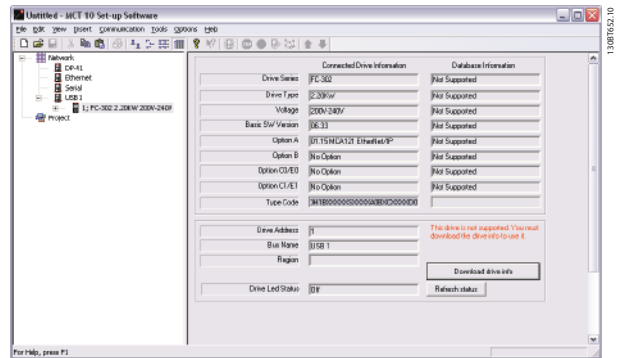 Untitled - MCT 10 Set-up Software
File Edit View Insert Communication Tools Options Help
Network
DP-41
Ethernet
Serial
USB 1
1; FC-302 2.20KW 200V-240V
Project
Connected Drive Information Database Information
Drive Series FC-302 Not Supported
Drive Type 2.20KW Not Supported
Voltage 200V-240V Not Supported
Basic SW Version 06.33 Not Supported
Option A 01.15 MCA121 EtherNet/IP Not Supported
Option B No Option Not Supported
Option C0/E0 No Option Not Supported
Option C1/E1 No Option Not Supported
Type Code
Drive Address 1
Bus Name USB 1
Region
This drive is not supported. You must
download the drive info to use it.
Download drive info
Drive Led Status Off Refresh status
For Help, press F1
130BT652.10